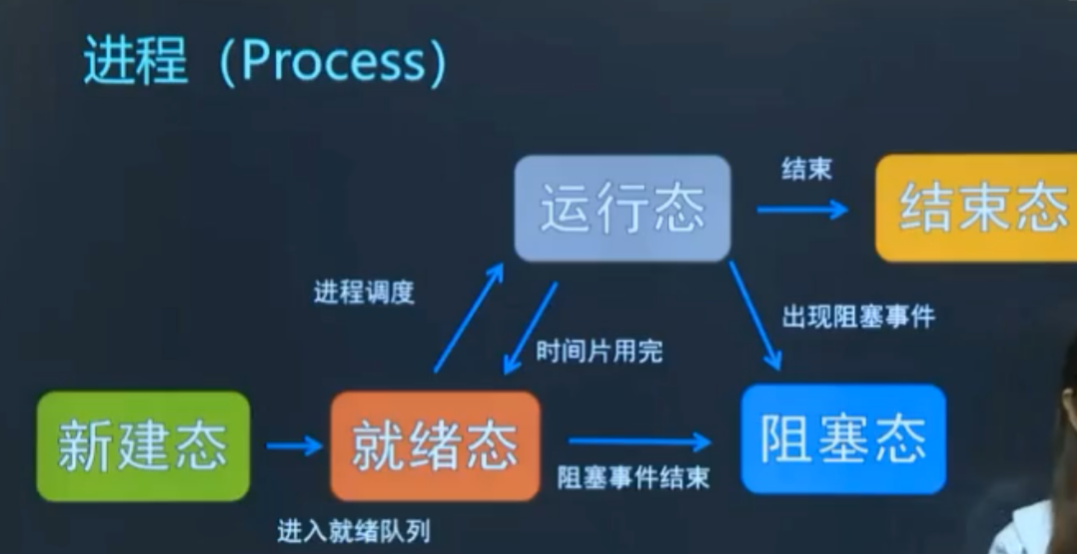 进程（Process）
结束
运行态
结束态
进程调度
出现阻塞事件
时间片用完
新建态
就绪态
阻塞态
阻塞事件结束
进入就绪队列